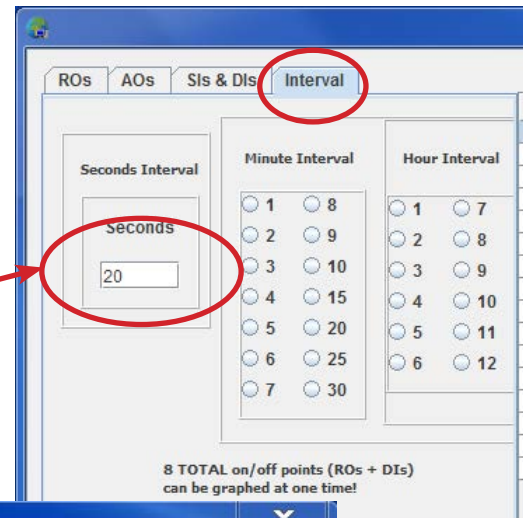 ROs AOs SIs & DIs Interval
Seconds Interval
Seconds
20
Minute Interval
1 8
2 9
3 10
4 15
5 20
6 25
7 30
Hour Interval
1 7
2 8
3 9
4 10
5 11
6 12
8 TOTAL on/off points (ROs + DIs)
can be graphed at one time!